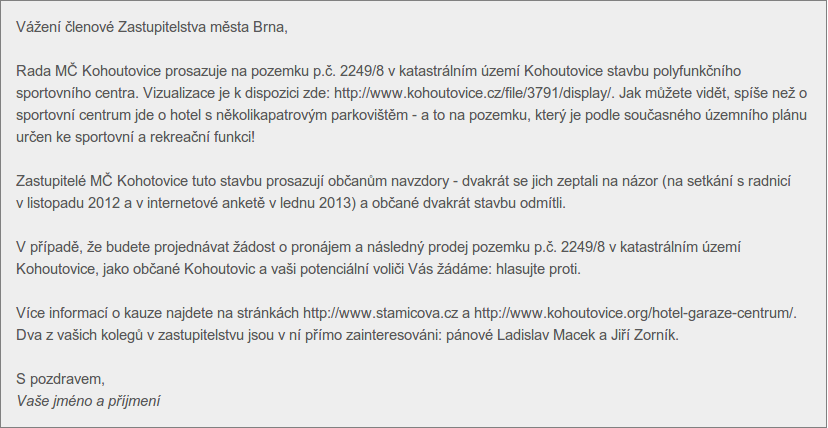 Vážení členové Zastupitelstva města Brna,
Rada MČ Kohoutovice prosazuje na pozemku p.č. 2249/8 v katastrálním území Kohoutovice stavbu polyfunkčního
sportovního centra. Vizualizace je k dispozici zde: http://www.kohoutovice.cz/file/3791/display/. Jak můžete vidět, spíše než o
sportovní centrum jde o hotel s několikapatrovým parkovištěm - a to na pozemku, který je podle současného územního plánu
určen ke sportovní a rekreační funkci!
Zastupitelé MČ Kohotovice tuto stavbu prosazují občanům navzdory - dvakrát se jich zeptali na názor (na setkání s radnicí
v listopadu 2012 a v internetové anketě v lednu 2013) a občané dvakrát stavbu odmítli.
V případě, že budete projednávat žádost o pronájem a následný prodej pozemku p.č. 2249/8 v katastrálním území
Kohoutovice, jako občané Kohoutovic a vaši potenciální voliči Vás žádáme: hlasujte proti.
Více informací o kauze najdete na stránkách http://www.stamicova.cz a http://www.kohoutovice.org/hotel-garaze-centrum/.
Dva z vašich kolegů v zastupitelstvu jsou v ní přímo zainteresováni: pánové Ladislav Macek a Jiří Zorník.
S pozdravem,
Vaše jméno a příjmení